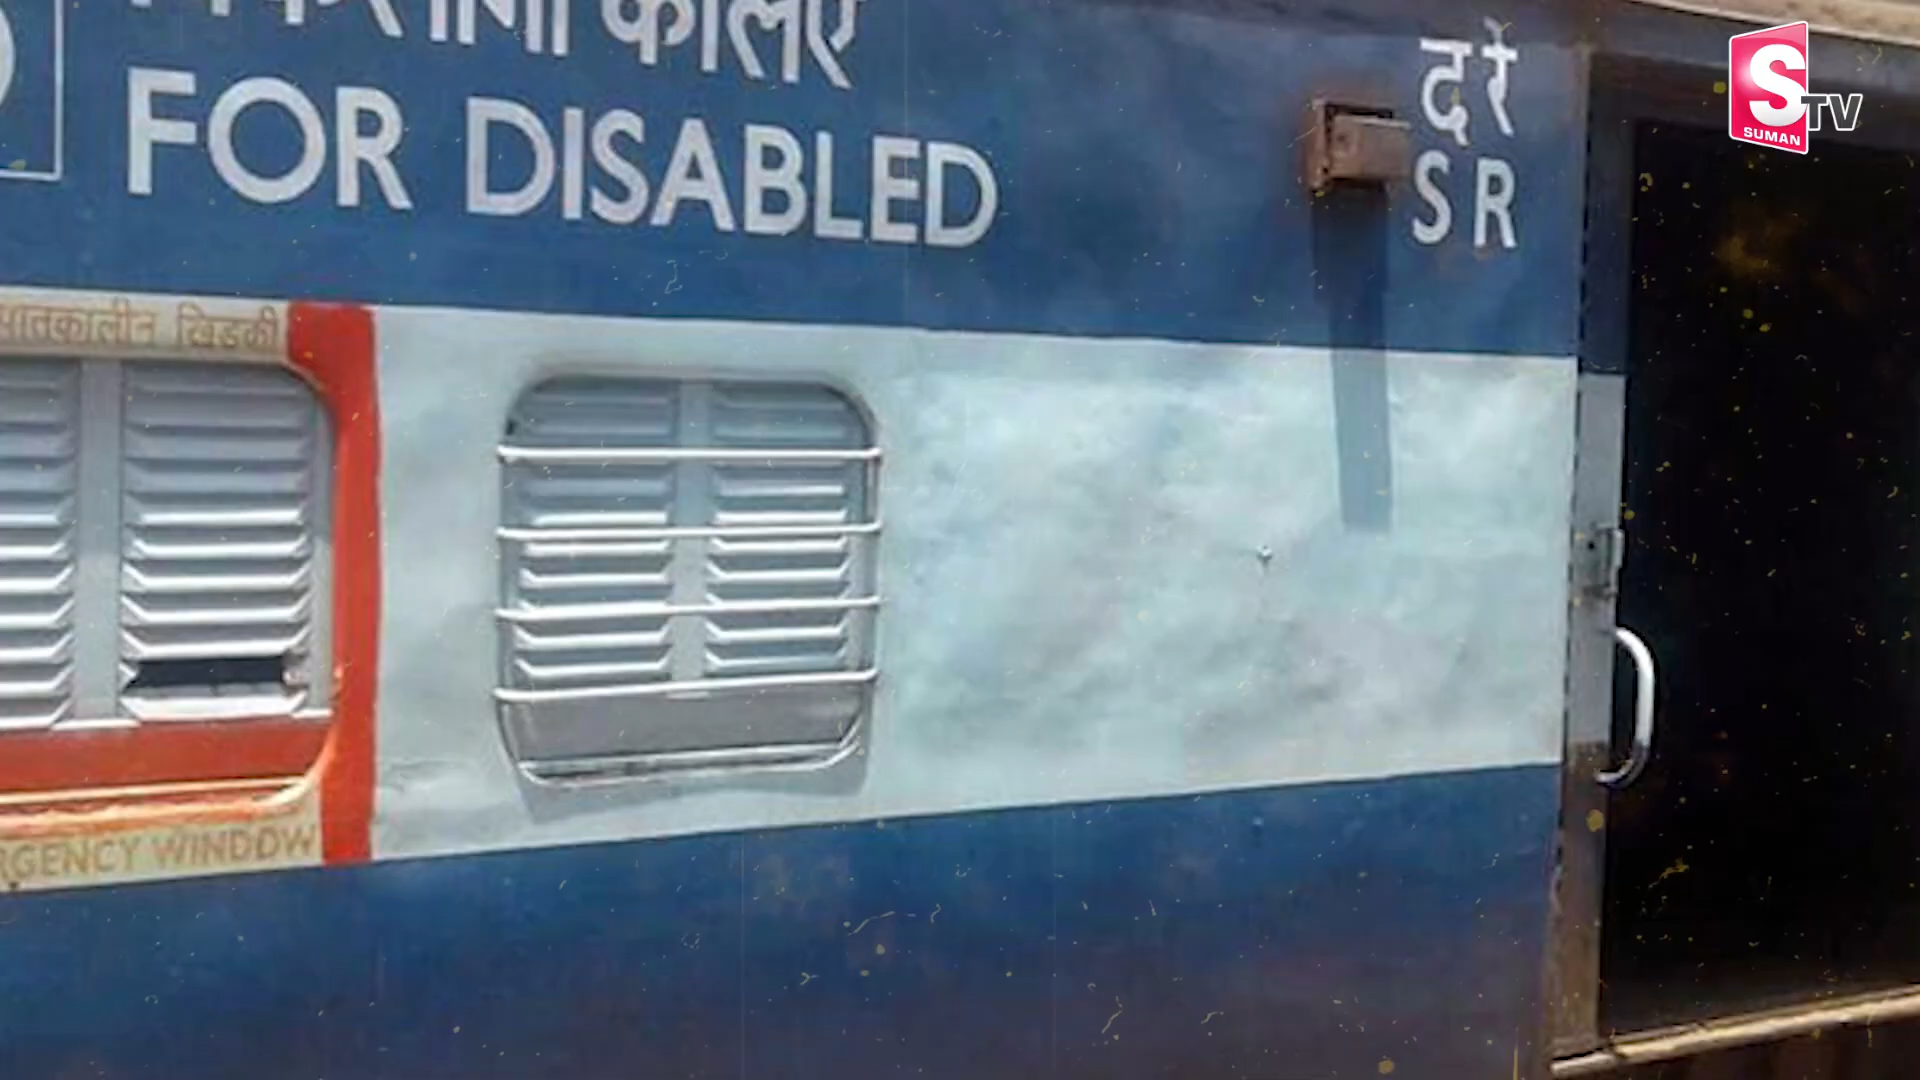 के लिए
FOR DISABLED
द रे
S R
खिडकी
WINDOW
S
SUMAN TV